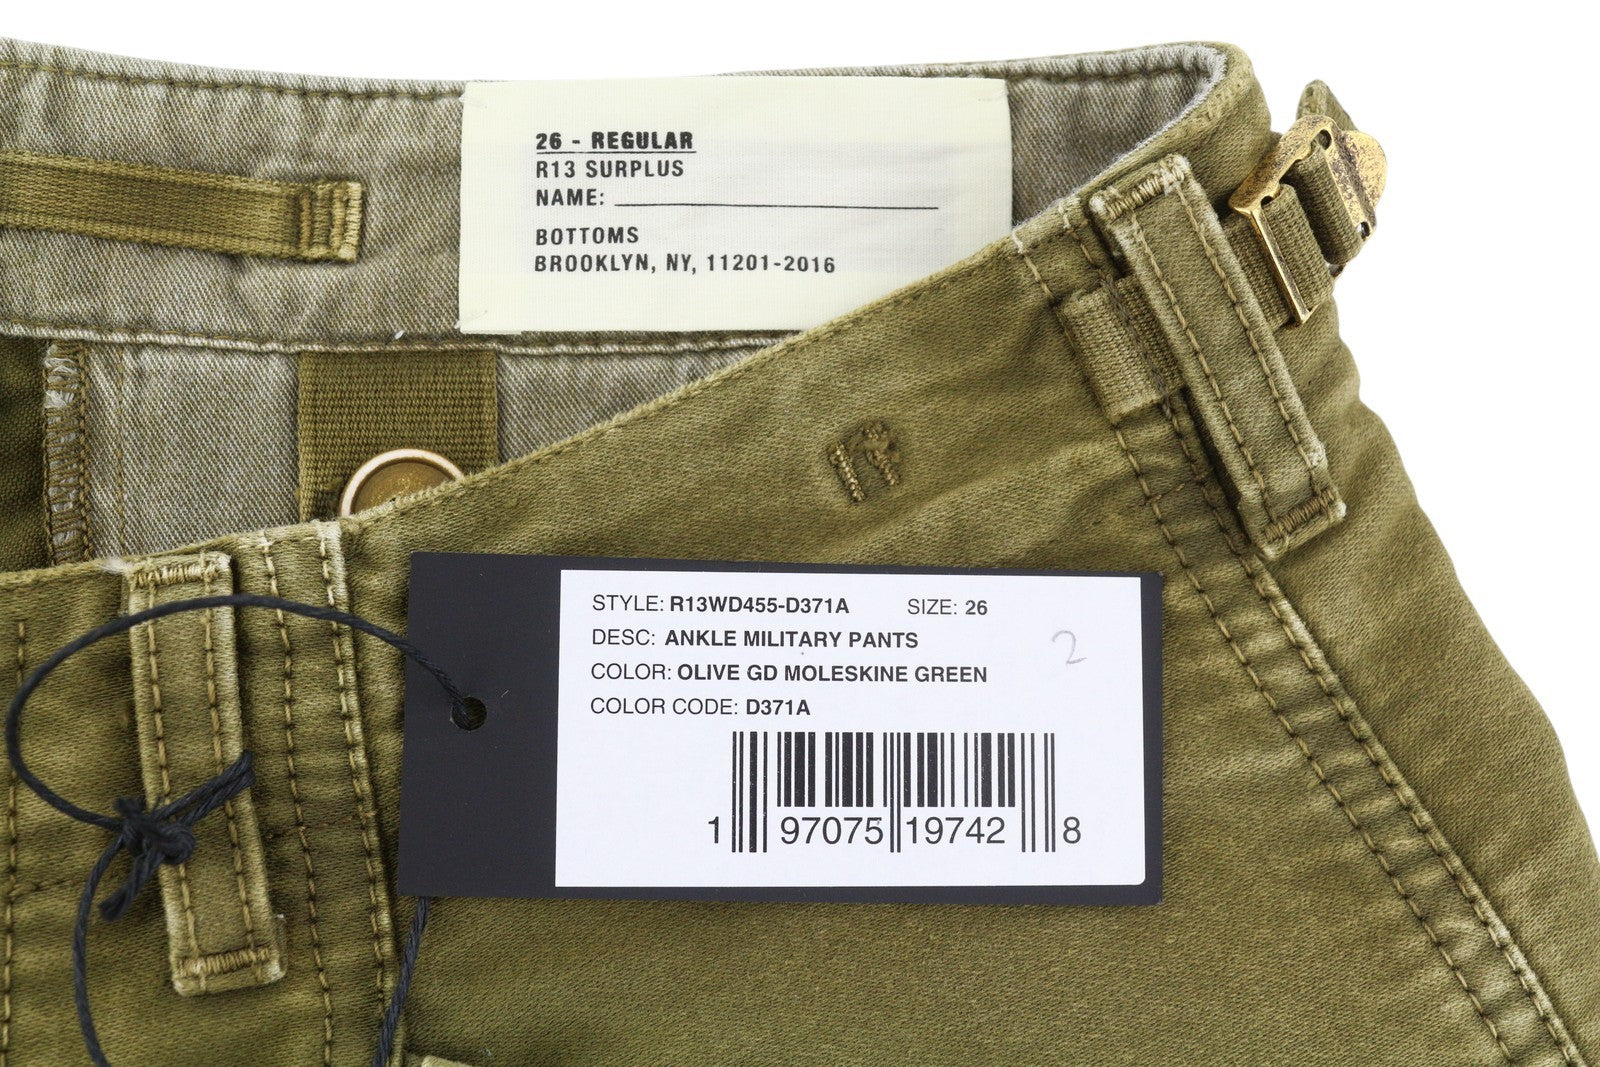 26 - REGULAR
R13 SURPLUS
NAME:
BOTTOMS
BROOKLYN, NY, 11201-2016
STYLE: R13WD455-D371A SIZE: 26
DESC: ANKLE MILITARY PANTS
2
COLOR: OLIVE GD MOLESKINE GREEN
COLOR CODE: D371A
1 97075 19742 8